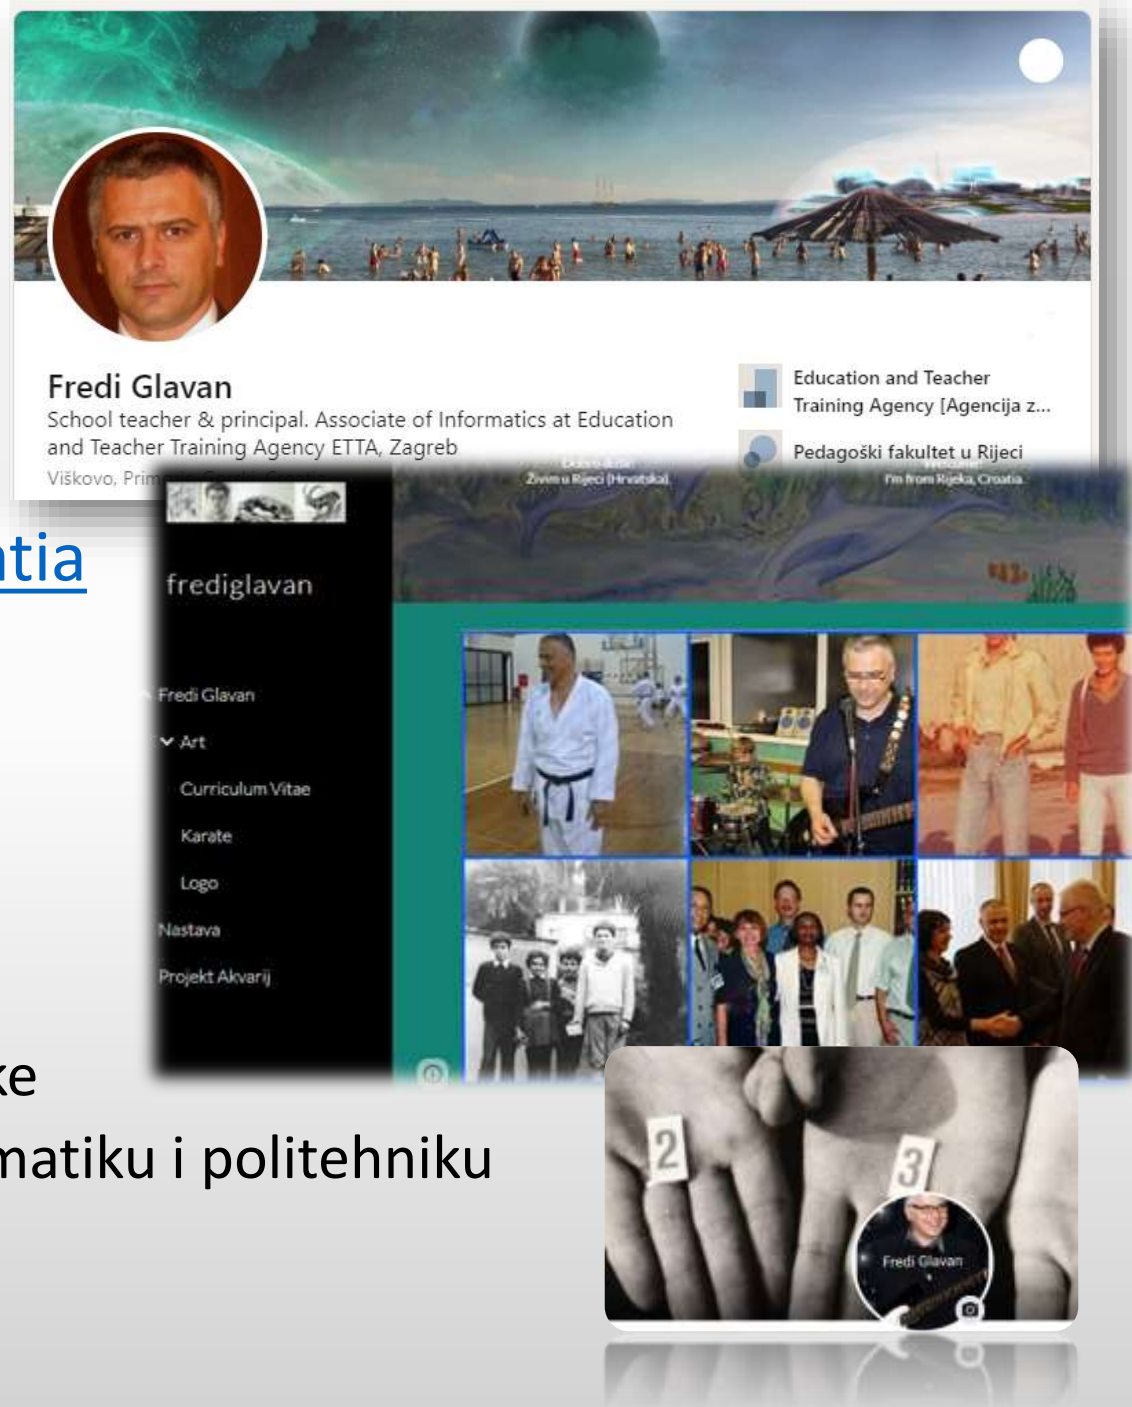 Fredi Glavan
School teacher & principal. Associate of Informatics at Education
and Teacher Training Agency ETTA, Zagreb
Viškovo,
Education and Teacher
Training Agency [Agencija z...
Pedagoški fakultet u Rijeci
Živim u Rijeci (Hrvatska).
I'm from Rijeka, Croatia.
tia
frediglavan
Fredi Glavan
Art
Curriculum Vitae
Karate
Logo
Nastava
Projekt Akvarij
ke
matiku i politehniku
2
3
Fredi Glavan